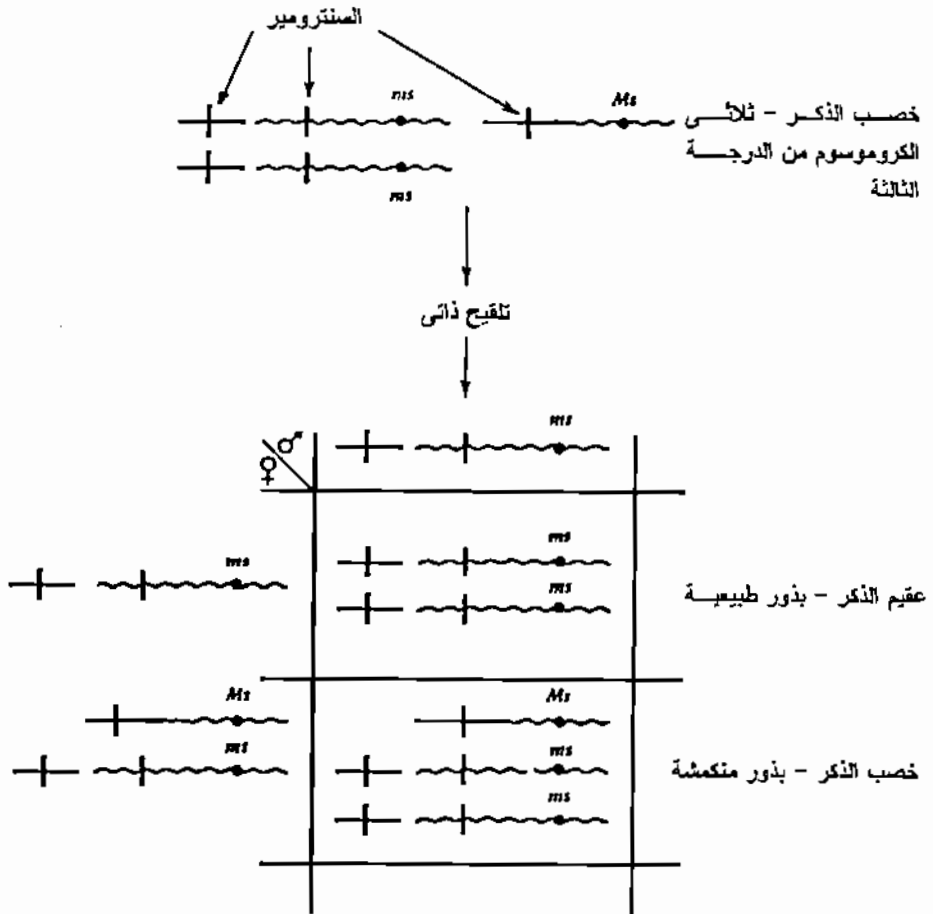 السنترومير
ms
Ms
خصب الذكر - ثلاثى
الكروموسوم من الدرجة
الثالثة
ms
تلقيح ذاتى
♂
♀
ms
ms
ms
ms
عقيم الذكر - بذور طبيعية
Ms
ms
Ms
ms
ms
خصب الذكر - بذور منكمشة